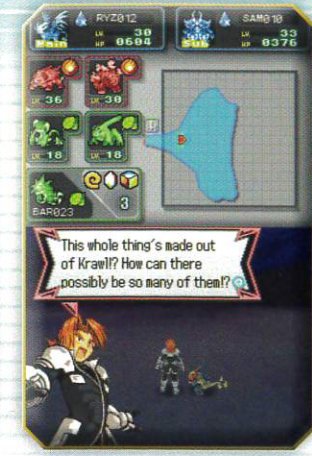 RYZ012
Main
LV 30
HP 0604
SAM010
Sub
LV 33
HP 0376
LV 36
LV 30
LV 18
LV 18
BAR023
3
This whole thing's made out
of Krawl!? How can there
possibly be so many of them!?